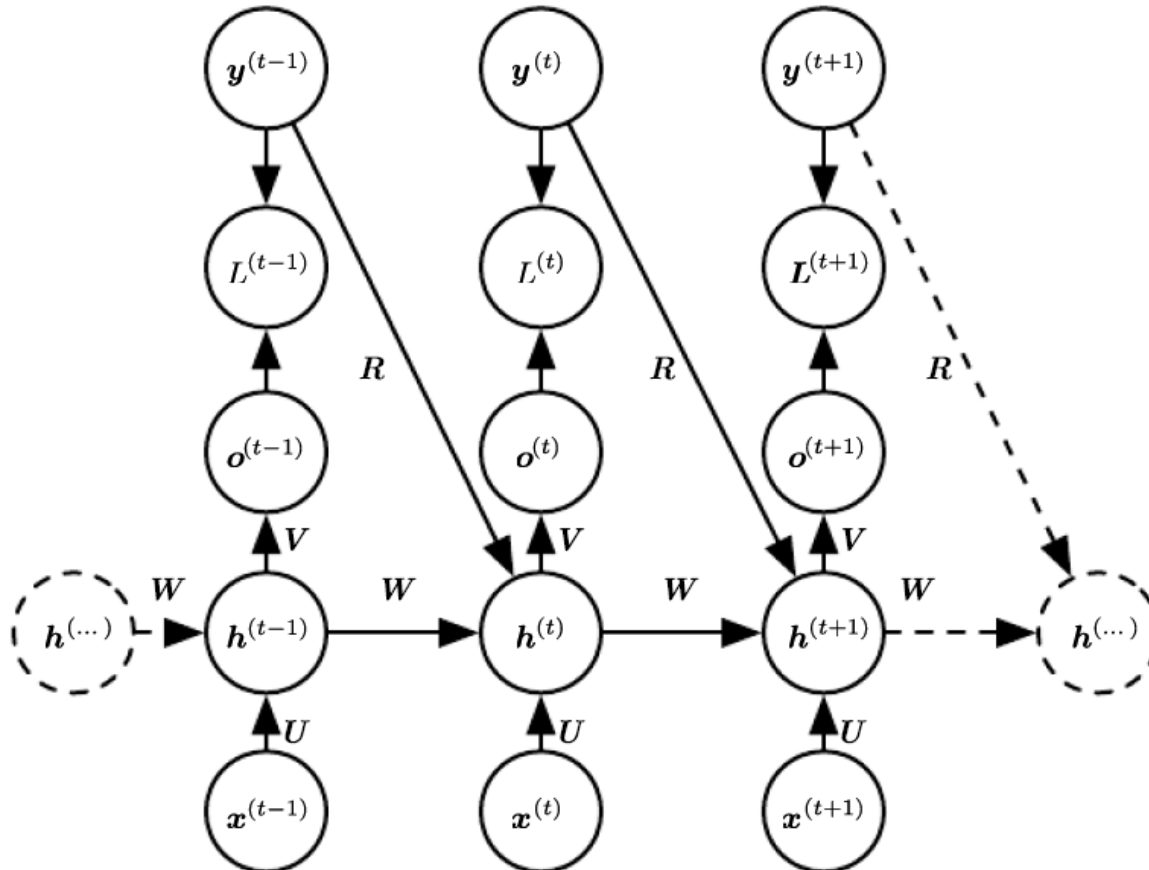 y^(t−1) y^(t) y^(t+1)
L^(t−1) L^(t) L^(t+1)
R R R
o^(t−1) o^(t) o^(t+1)
V V V
W W W W
h^(...) h^(t−1) h^(t) h^(t+1) h^(...)
U U U
x^(t−1) x^(t) x^(t+1)